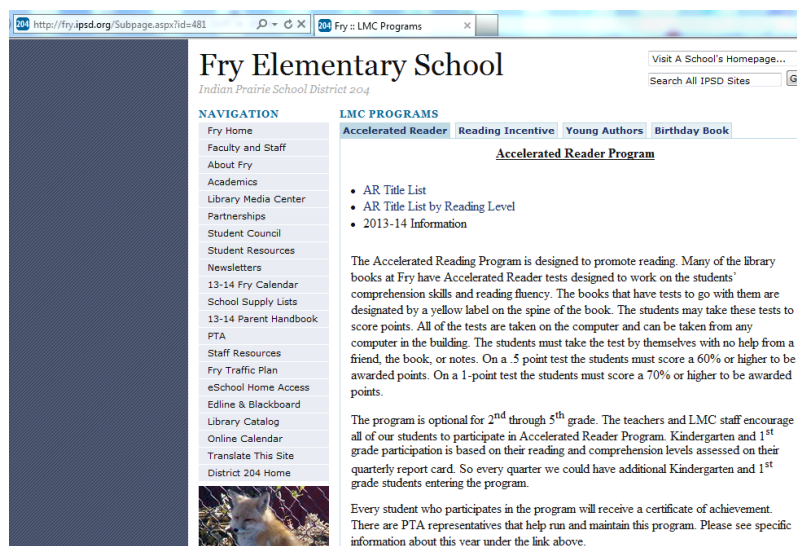 http://fry.ipsd.org/Subpage.aspx?id=481
204 Fry :: LMC Programs
Fry Elementary School
Indian Prairie School District 204
Visit A School's Homepage...
Search All IPSD Sites
NAVIGATION
Fry Home
Faculty and Staff
About Fry
Academics
Library Media Center
Partnerships
Student Council
Student Resources
Newsletters
13-14 Fry Calendar
School Supply Lists
13-14 Parent Handbook
PTA
Staff Resources
Fry Traffic Plan
eSchool Home Access
Edline & Blackboard
Library Catalog
Online Calendar
Translate This Site
District 204 Home
LMC PROGRAMS
Accelerated Reader Reading Incentive Young Authors Birthday Book
Accelerated Reader Program
• AR Title List
• AR Title List by Reading Level
• 2013-14 Information
The Accelerated Reading Program is designed to promote reading. Many of the library
books at Fry have Accelerated Reader tests designed to work on the students'
comprehension skills and reading fluency. The books that have tests to go with them are
designated by a yellow label on the spine of the book. The students may take these tests to
score points. All of the tests are taken on the computer and can be taken from any
computer in the building. The students must take the test by themselves with no help from a
friend, the book, or notes. On a .5 point test the students must score a 60% or higher to be
awarded points. On a 1-point test the students must score a 70% or higher to be awarded
points.
The program is optional for 2nd through 5th grade. The teachers and LMC staff encourage
all of our students to participate in Accelerated Reader Program. Kindergarten and 1st
grade participation is based on their reading and comprehension levels assessed on their
quarterly report card. So every quarter we could have additional Kindergarten and 1st
grade students entering the program.
Every student who participates in the program will receive a certificate of achievement.
There are PTA representatives that help run and maintain this program. Please see specific
information about this year under the link above.